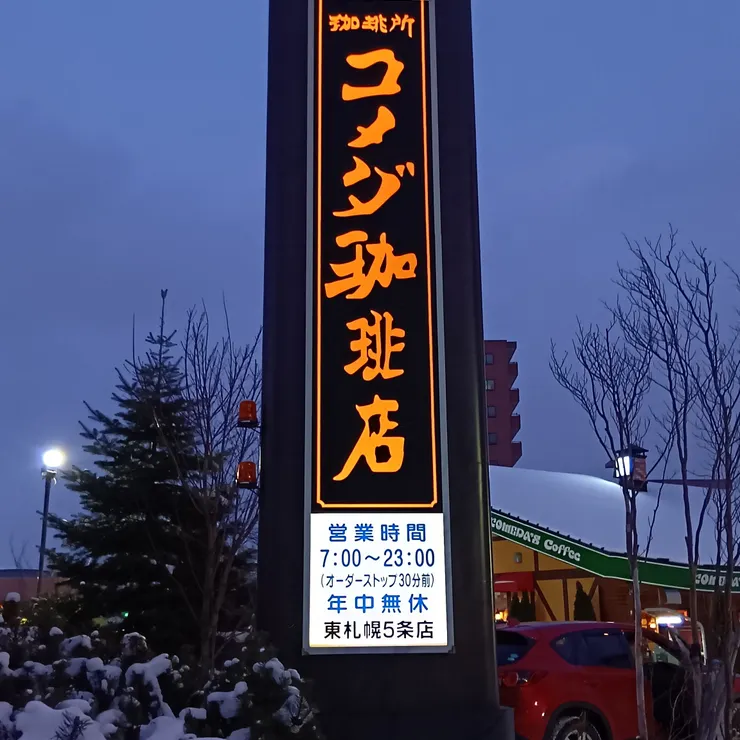 珈琲所
コメダ珈琲店
営業時間
7:00～23:00
(オーダーストップ30分前)
年中無休
東札幌5条店
KOMEDA'S Coffee